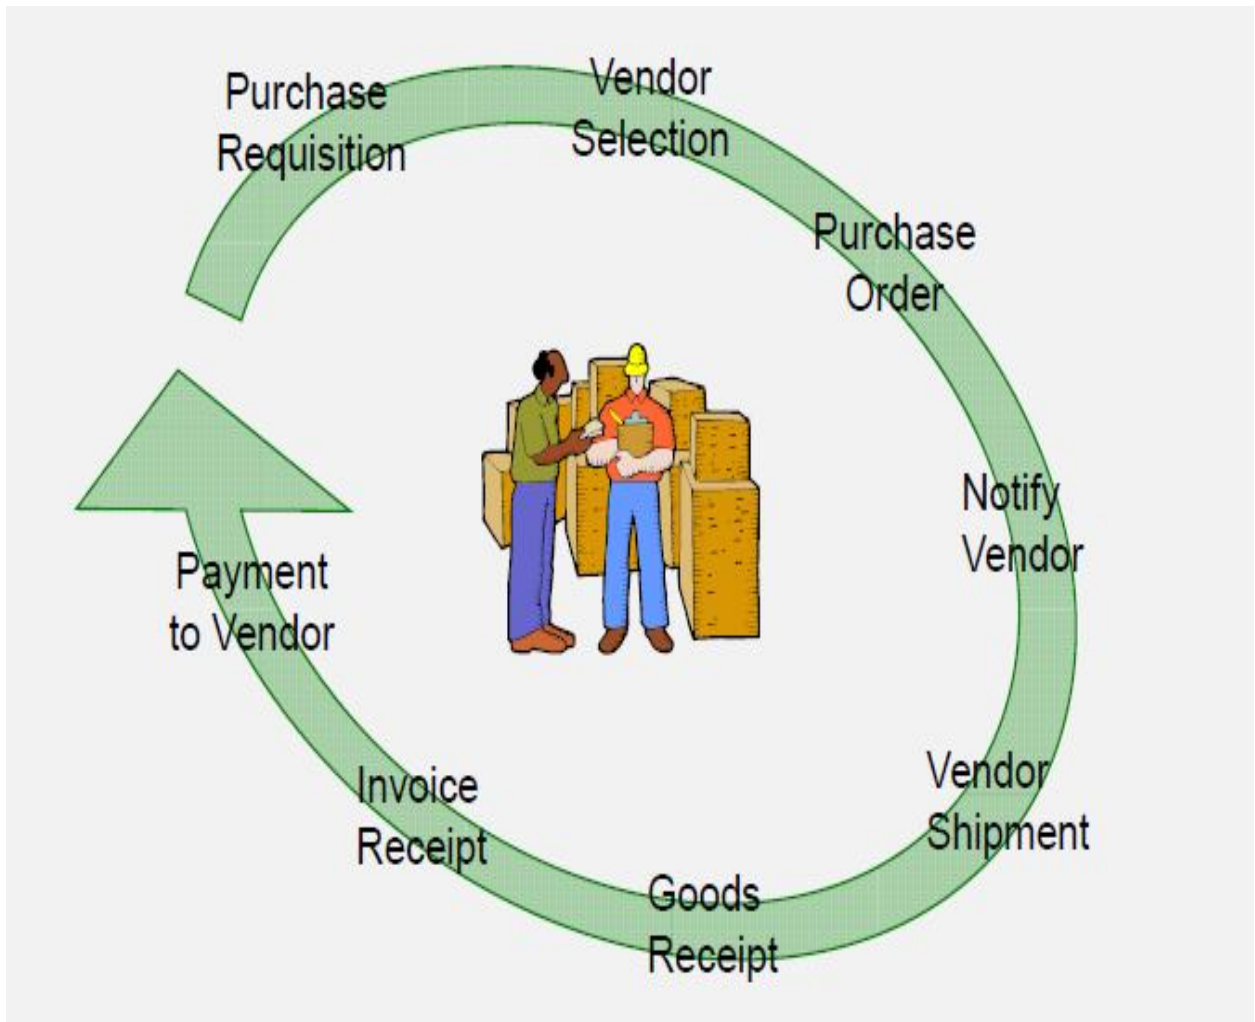 Purchase
Requisition
Vendor
Selection
Purchase
Order
Notify
Vendor
Vendor
Shipment
Goods
Receipt
Invoice
Receipt
Payment
to Vendor